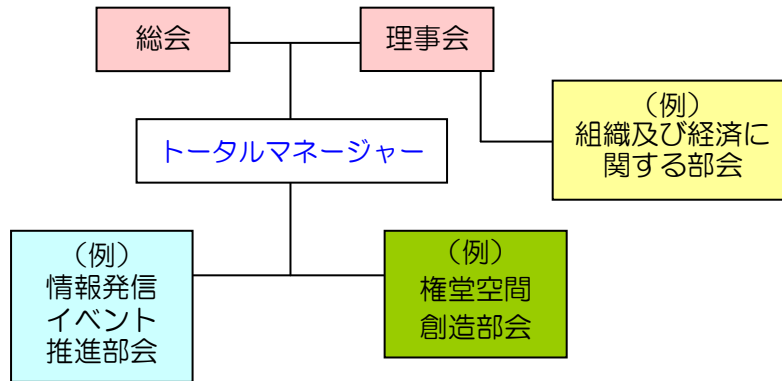 総会
理事会
（例）
組織及び経済に
関する部会
トータルマネージャー
（例）
情報発信
イベント
推進部会
（例）
権堂空間
創造部会